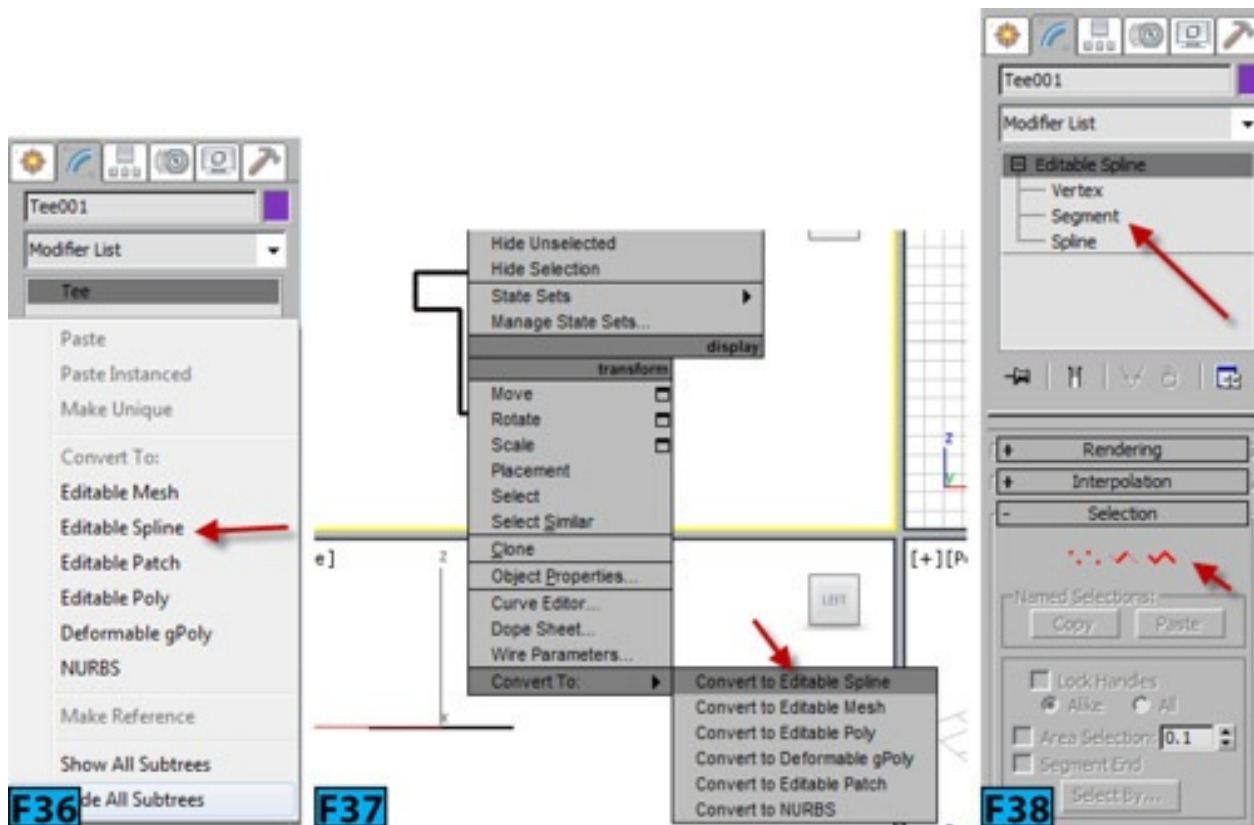 Tee001
Modifier List
Tee
Paste
Paste Instanced
Make Unique
Convert To:
Editable Mesh
Editable Spline
Editable Patch
Editable Poly
Deformable gPoly
NURBS
Make Reference
Show All Subtrees
de All Subtrees
F36
Hide Unselected
Hide Selection
State Sets
Manage State Sets...
display
transform
Move
Rotate
Scale
Placement
Select
Select Similar
Clone
Object Properties...
Curve Editor...
Dope Sheet...
Wire Parameters...
Convert To:
Convert to Editable Spline
Convert to Editable Mesh
Convert to Editable Poly
Convert to Deformable gPoly
Convert to Editable Patch
Convert to NURBS
e]
z
x
LEFT
z
y
[+][P
F37
Tee001
Modifier List
Editable Spline
Vertex
Segment
Spline
+ Rendering
+ Interpolation
- Selection
Named Selections:
Copy Paste
Lock Handles
Alike All
Area Selection: 0.1
Segment End
Select By...
F38